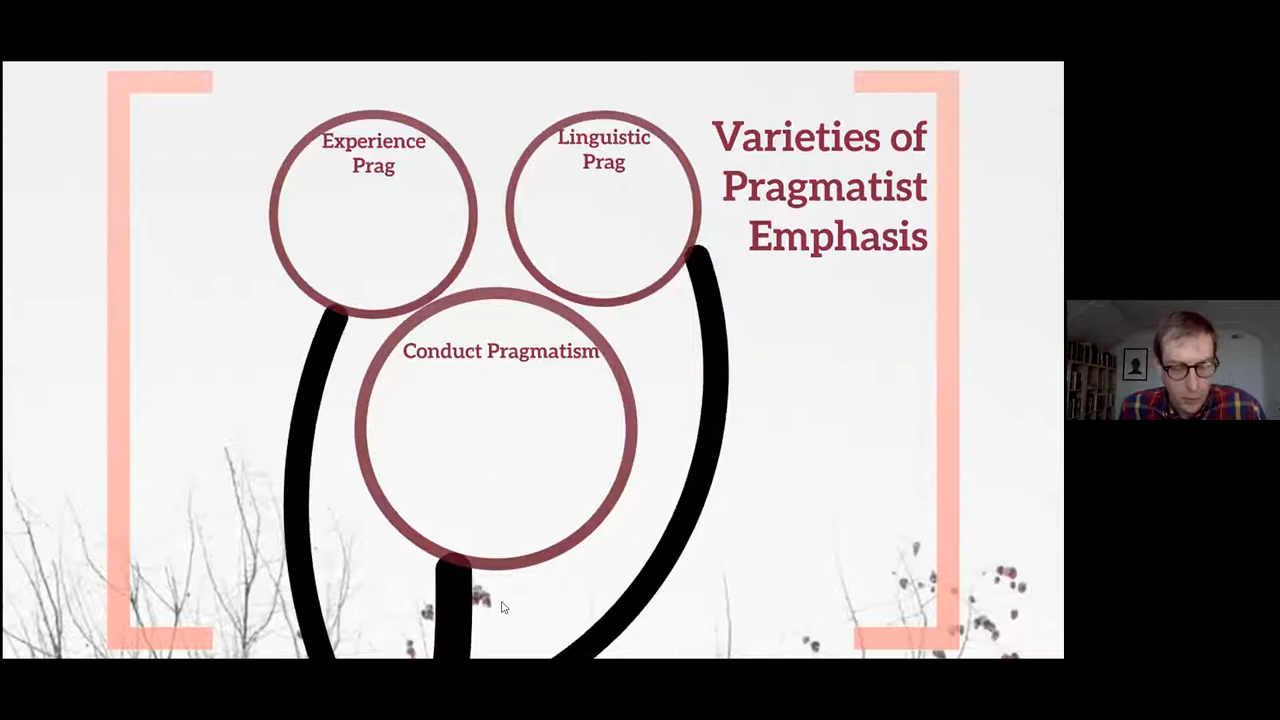 Experience
Prag
Linguistic
Prag
Varieties of
Pragmatist
Emphasis
Conduct Pragmatism